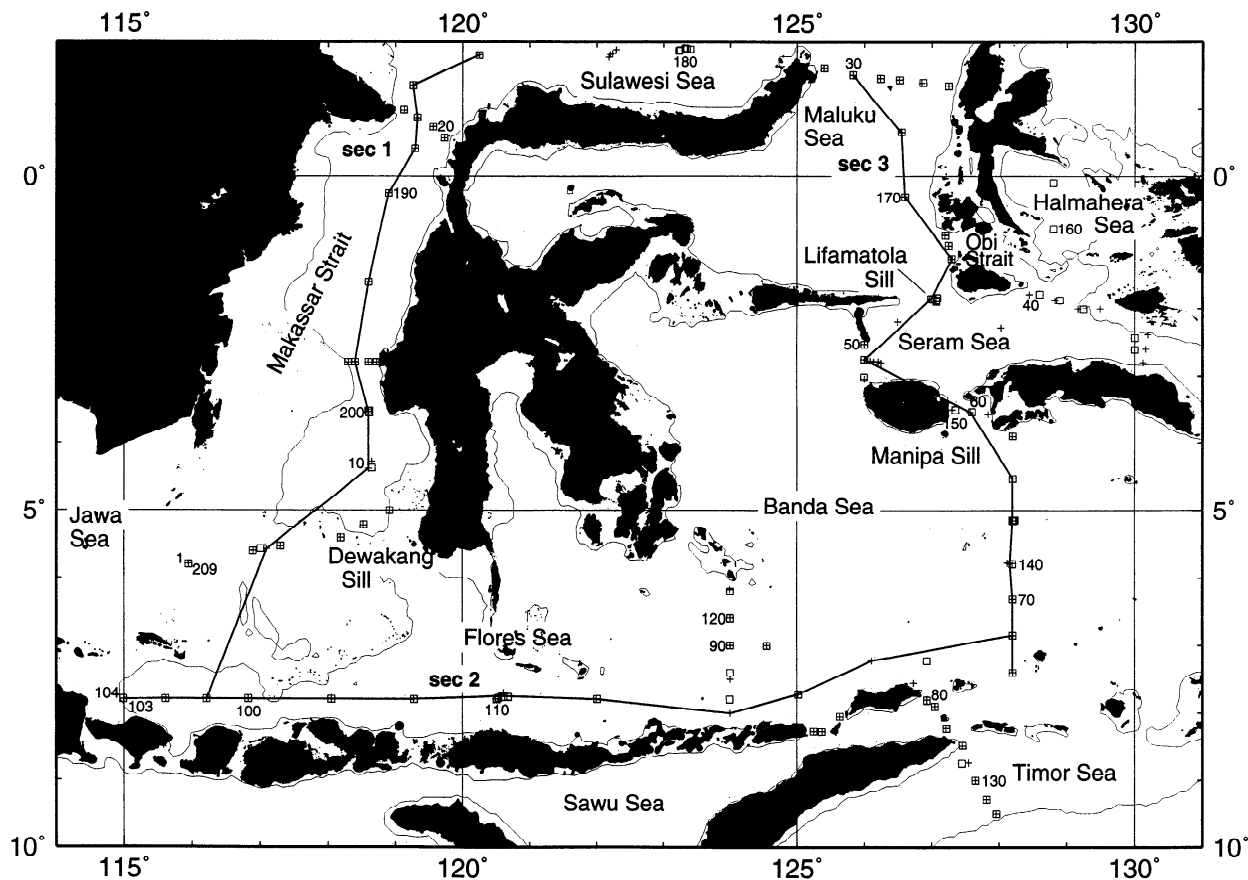 115°
120°
125°
130°
180
Sulawesi Sea
30
Maluku
Sea
20
sec 1
sec 3
0°
0°
190
170
Halmahera
Sea
160
Obi
Strait
Lifamatola
Sill
Makassar Strait
40
50
Seram Sea
200
60
150
Manipa Sill
10
Banda Sea
5°
5°
Jawa
Sea
1
209
Dewakang
Sill
140
70
120
90
Flores Sea
sec 2
104
103
100
110
80
Timor Sea
130
Sawu Sea
10°
10°
115°
120°
125°
130°